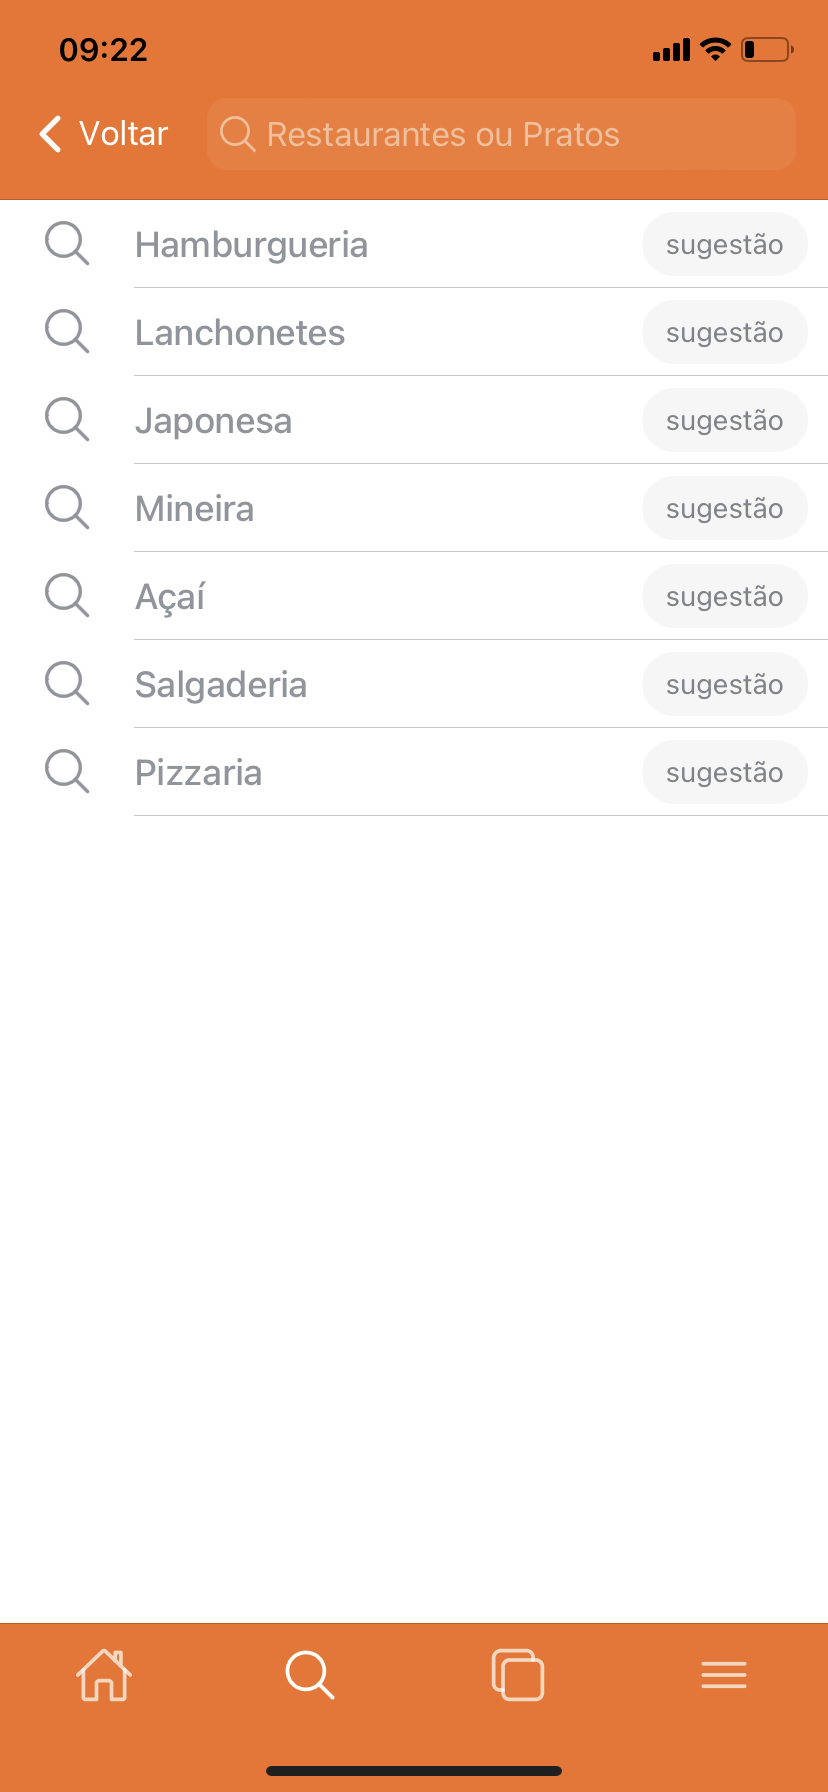 09:22
Voltar
Restaurantes ou Pratos
Hamburgueria sugestão
Lanchonetes sugestão
Japonesa sugestão
Mineira sugestão
Açaí sugestão
Salgaderia sugestão
Pizzaria sugestão